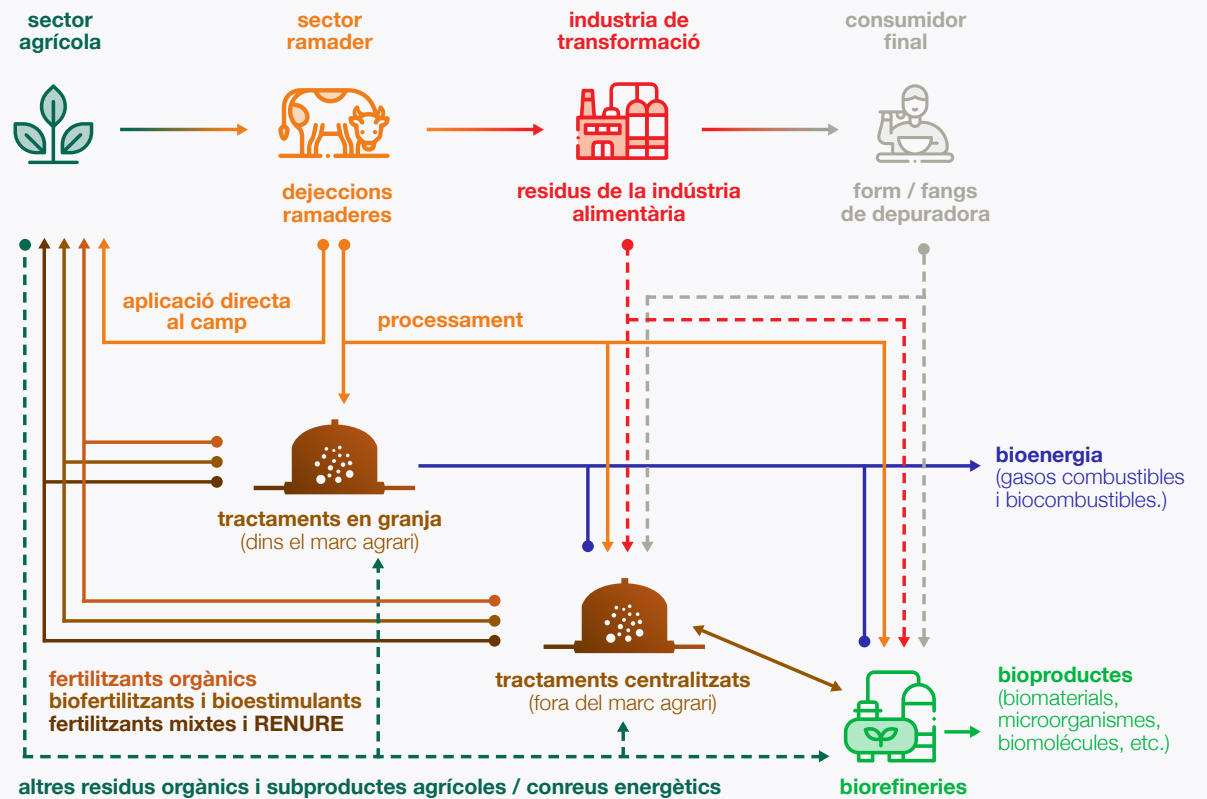 sector
agrícola
sector
ramader
industria de
transformació
consumidor
final
dejeccions
ramaderes
residus de la indústria
alimentària
form / fangs
de depuradora
aplicació directa
al camp
processament
bioenergia
(gasos combustibles
i biocombustibles.)
tractaments en granja
(dins el marc agrari)
tractaments centralitzats
(fora del marc agrari)
fertilitzants orgànics
biofertilitzants i bioestimulants
fertilitzants mixtes i RENURE
bioproductes
(biomaterials,
microorganismes,
biomolécules, etc.)
altres residus orgànics i subproductes agrícoles / conreus energètics
biorefineries